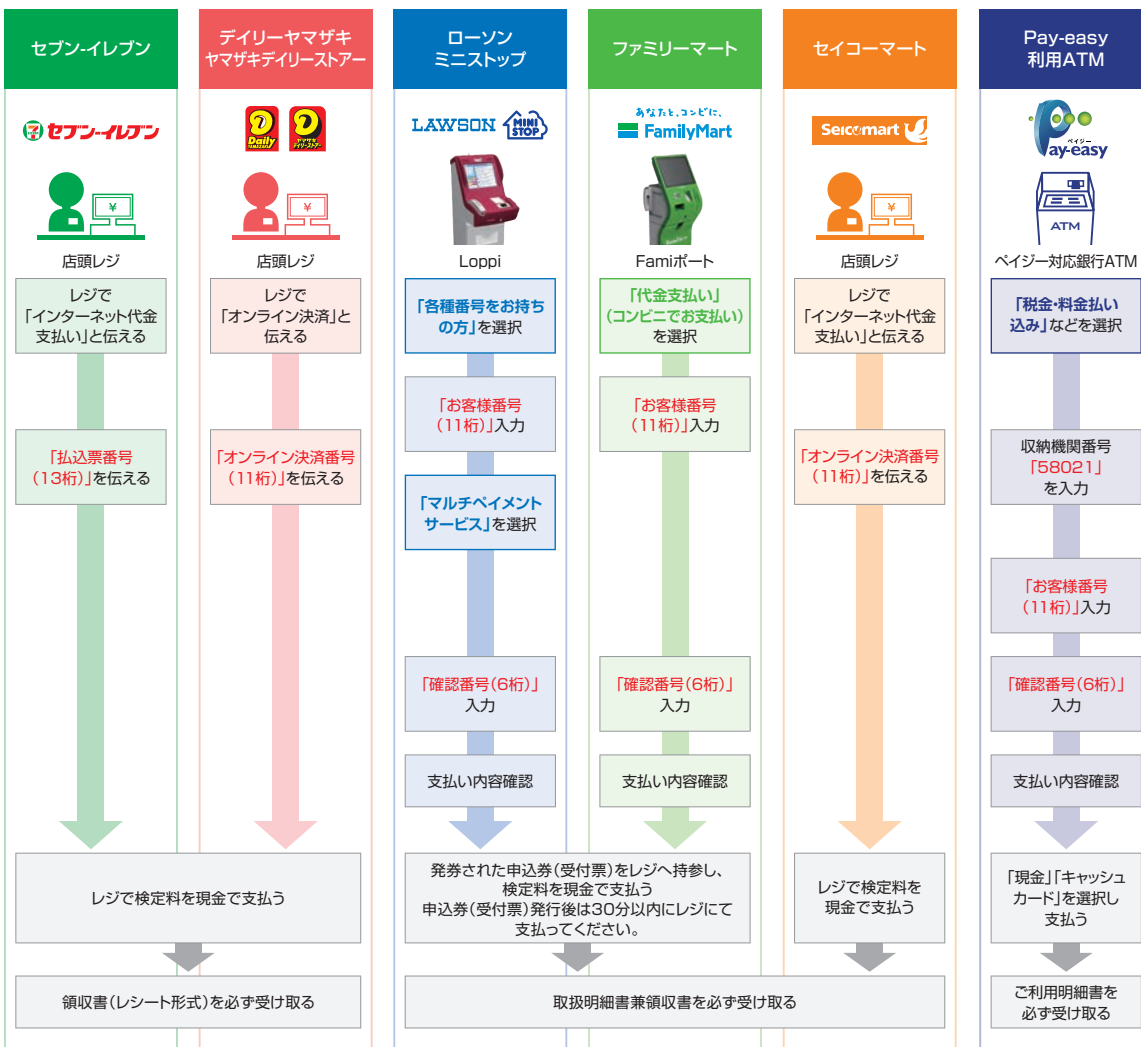 セブン-イレブン
デイリーヤマザキ
ヤマザキデイリーストアー
ローソン
ミニストップ
ファミリーマート
セイコーマート
Pay-easy
利用ATM
セブン-イレブン
Daily
YAMAZAKI
ヤマザキ
デイリーストアー
LAWSON
MINI
STOP
あなたと、コンビに、
FamilyMart
Seicomart
ペイジー
Pay-easy
¥
¥
¥
ATM
店頭レジ
店頭レジ
Loppi
Famiポート
店頭レジ
ペイジー対応銀行ATM
レジで
「インターネット代金
支払い」と伝える
レジで
「オンライン決済」と
伝える
「各種番号をお持ち
の方」を選択
「代金支払い」
(コンビニでお支払い)
を選択
レジで
「インターネット代金
支払い」と伝える
「税金・料金払い
込み」などを選択
「お客様番号
(11桁)」入力
「お客様番号
(11桁)」入力
「払込票番号
(13桁)」を伝える
「オンライン決済番号
(11桁)」を伝える
「マルチペイメント
サービス」を選択
「オンライン決済番号
(11桁)」を伝える
収納機関番号
「58021」
を入力
「お客様番号
(11桁)」入力
「確認番号(6桁)」
入力
「確認番号(6桁)」
入力
「確認番号(6桁)」
入力
支払い内容確認
支払い内容確認
支払い内容確認
レジで検定料を現金で支払う
発券された申込券(受付票)をレジへ持参し、
検定料を現金で支払う
申込券(受付票)発行後は30分以内にレジにて
支払ってください。
レジで検定料を
現金で支払う
「現金」「キャッシュ
カード」を選択し
支払う
領収書(レシート形式)を必ず受け取る
取扱明細書兼領収書を必ず受け取る
ご利用明細書を
必ず受け取る